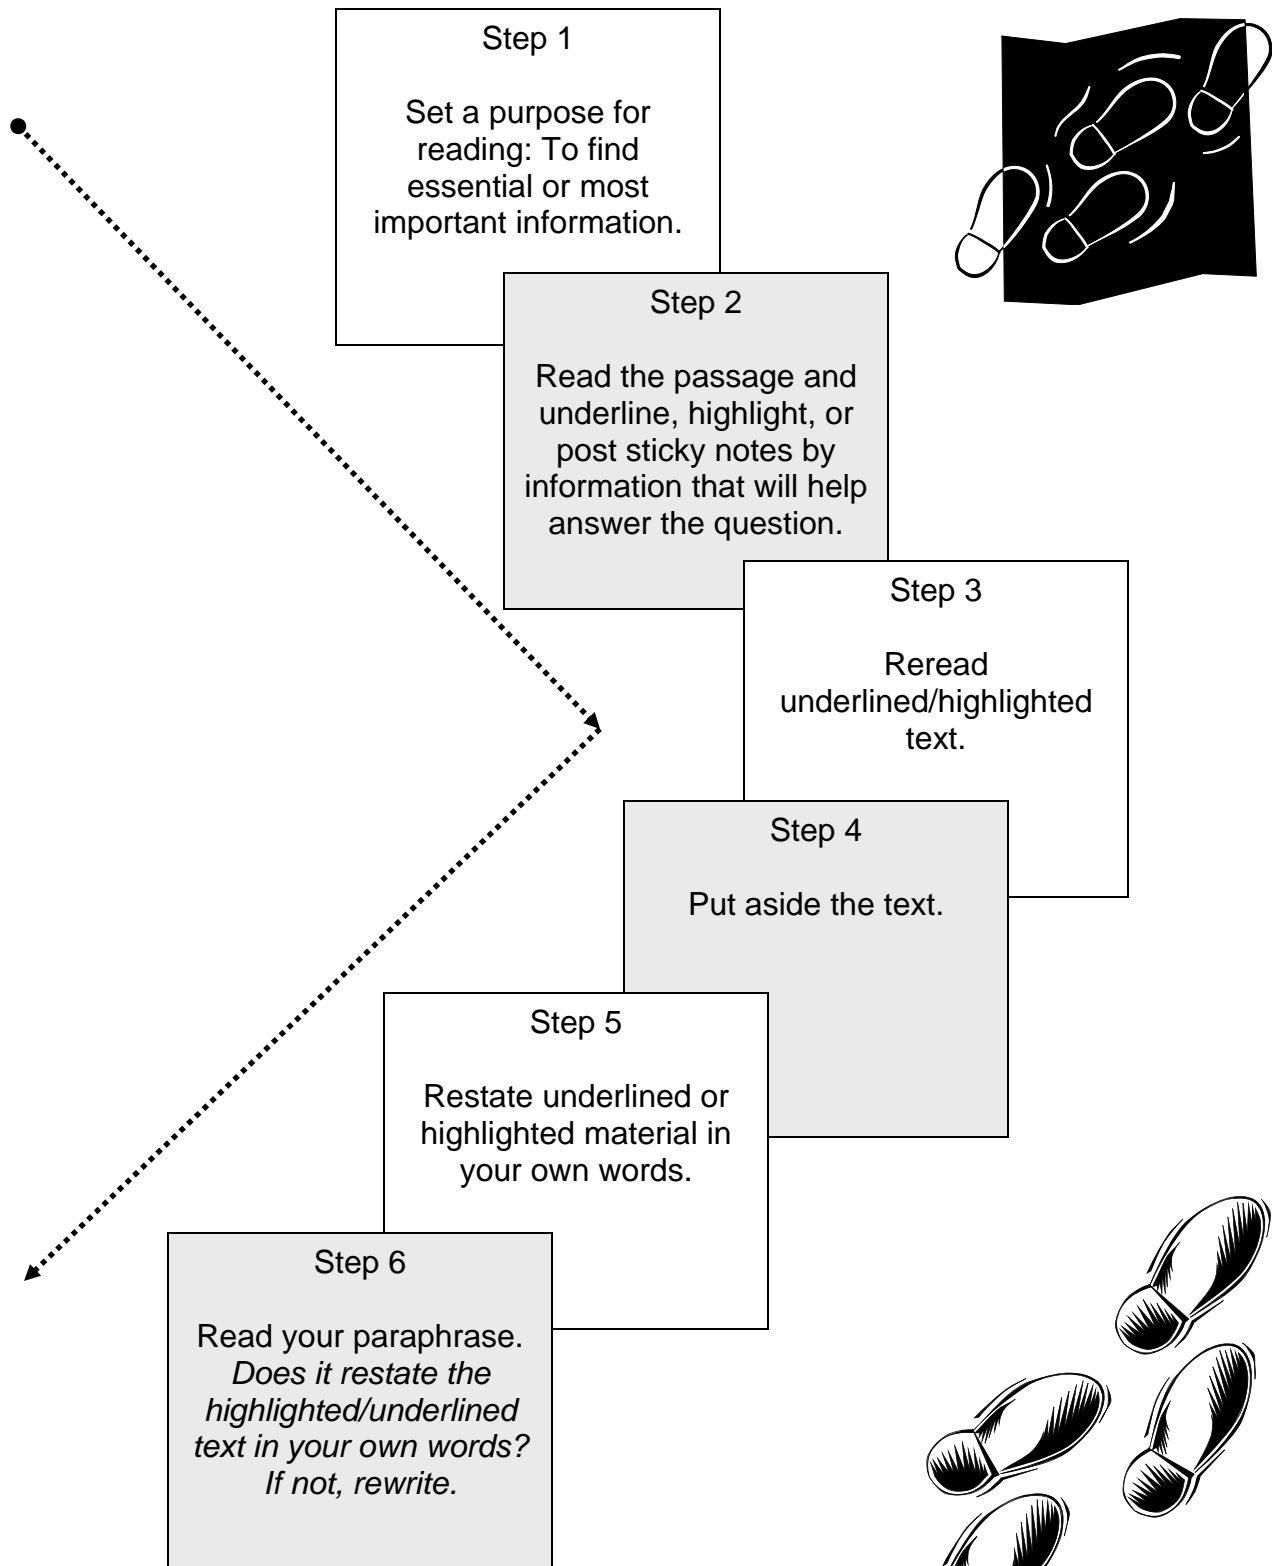 Step 1
Set a purpose for
reading: To find
essential or most
important information.
Step 2
Read the passage and
underline, highlight, or
post sticky notes by
information that will help
answer the question.
Step 3
Reread
underlined/highlighted
text.
Step 4
Put aside the text.
Step 5
Restate underlined or
highlighted material in
your own words.
Step 6
Read your paraphrase.
Does it restate the
highlighted/underlined
text in your own words?
If not, rewrite.